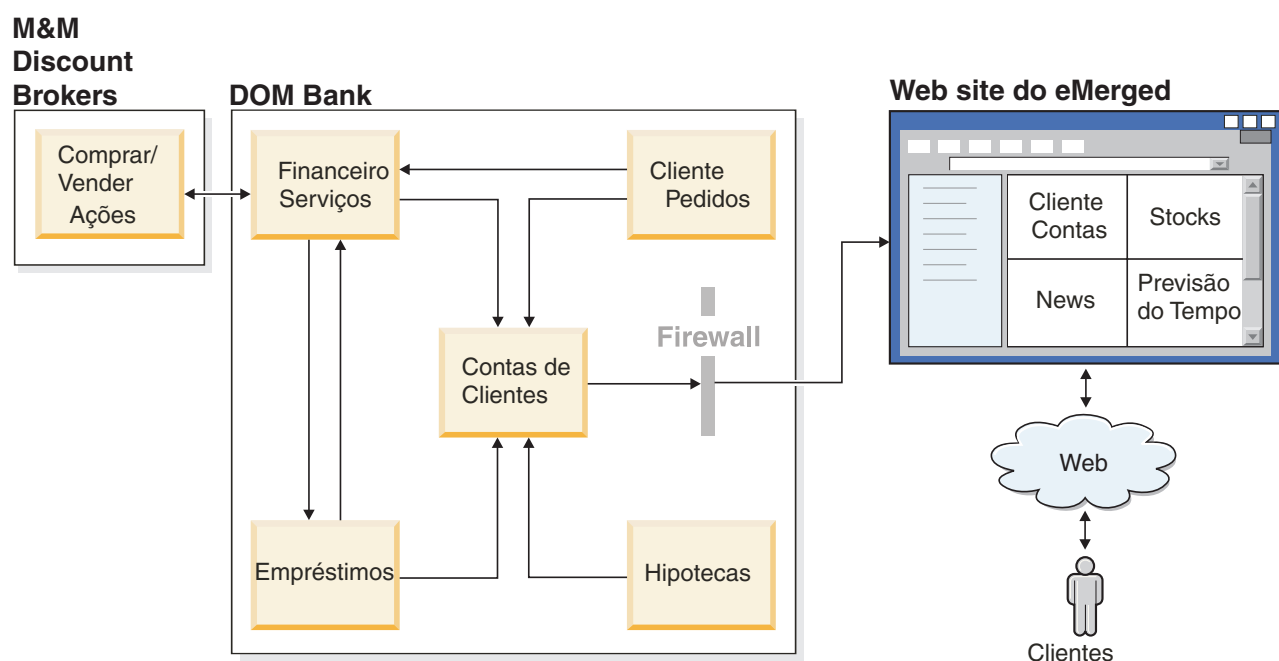 M&M
Discount
Brokers
DOM Bank
Web site do eMerged
Comprar/
Vender
Ações
Financeiro
Serviços
Cliente
Pedidos
Cliente
Contas
Stocks
News
Previsão
do Tempo
Firewall
Contas de
Clientes
Web
Empréstimos
Hipotecas
Clientes